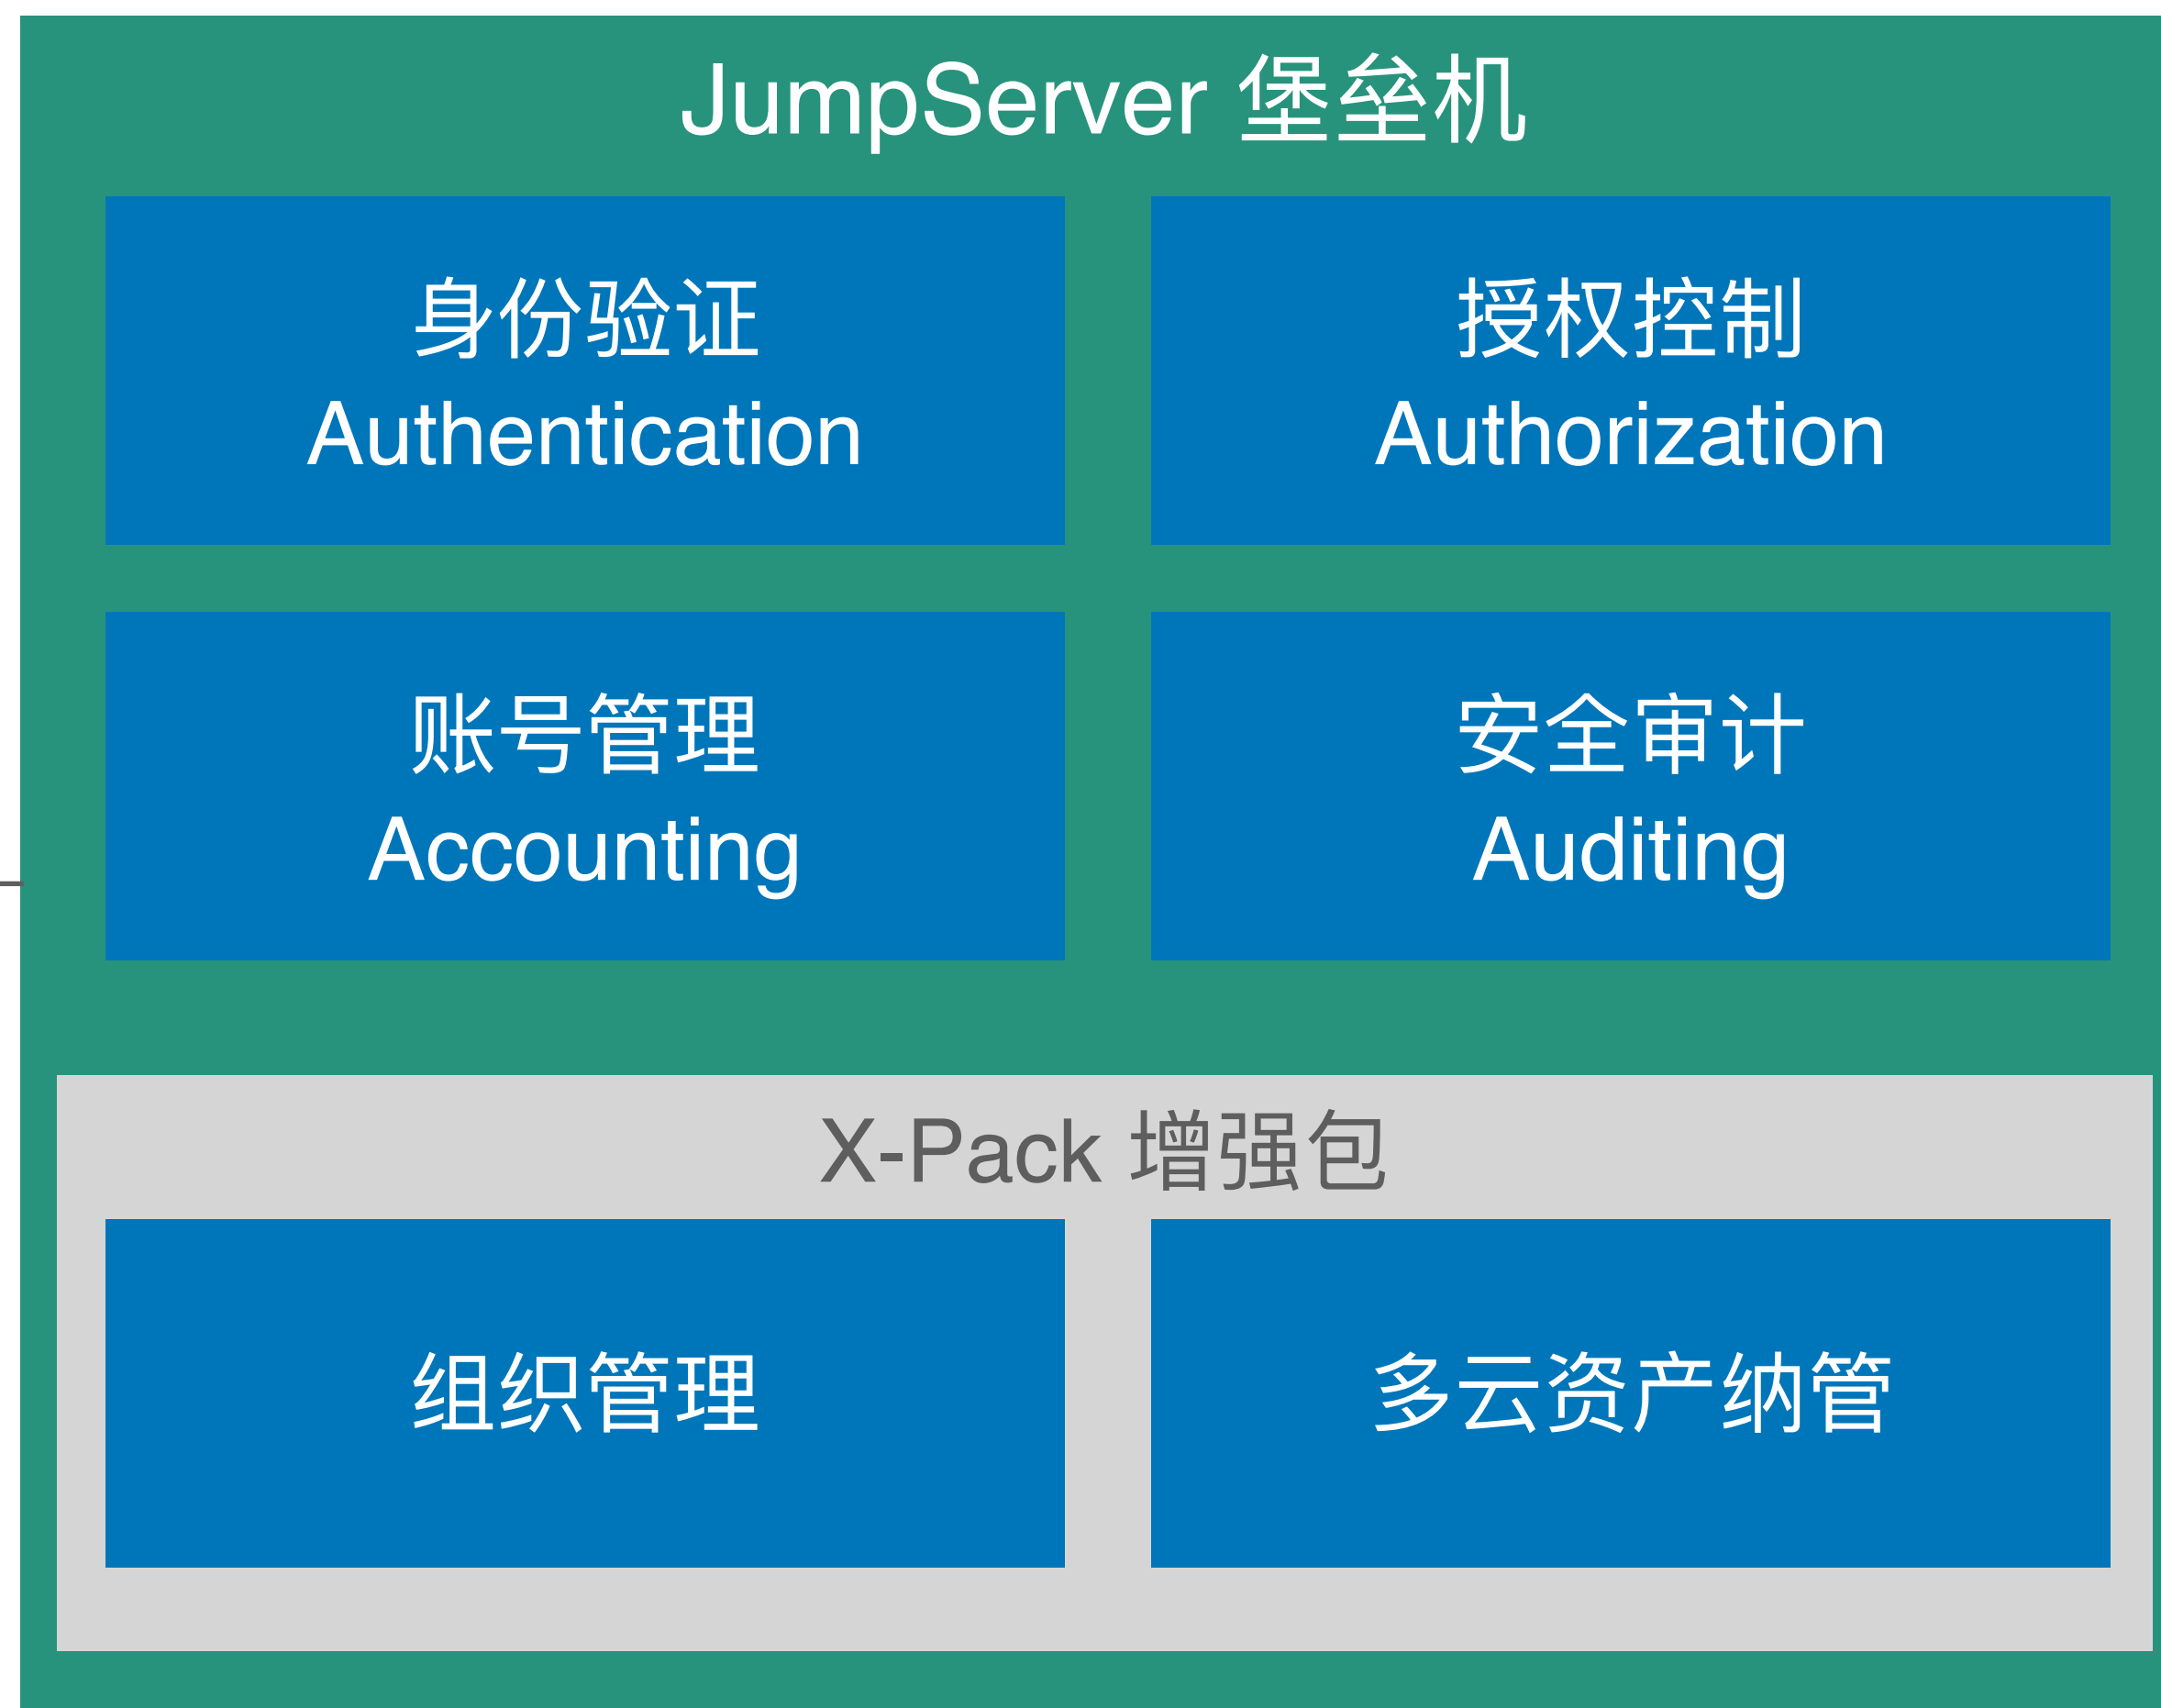 JumpServer 堡垒机
身份验证
Authentication
授权控制
Authorization
账号管理
Accounting
安全审计
Auditing
X-Pack 增强包
组织管理
多云资产纳管